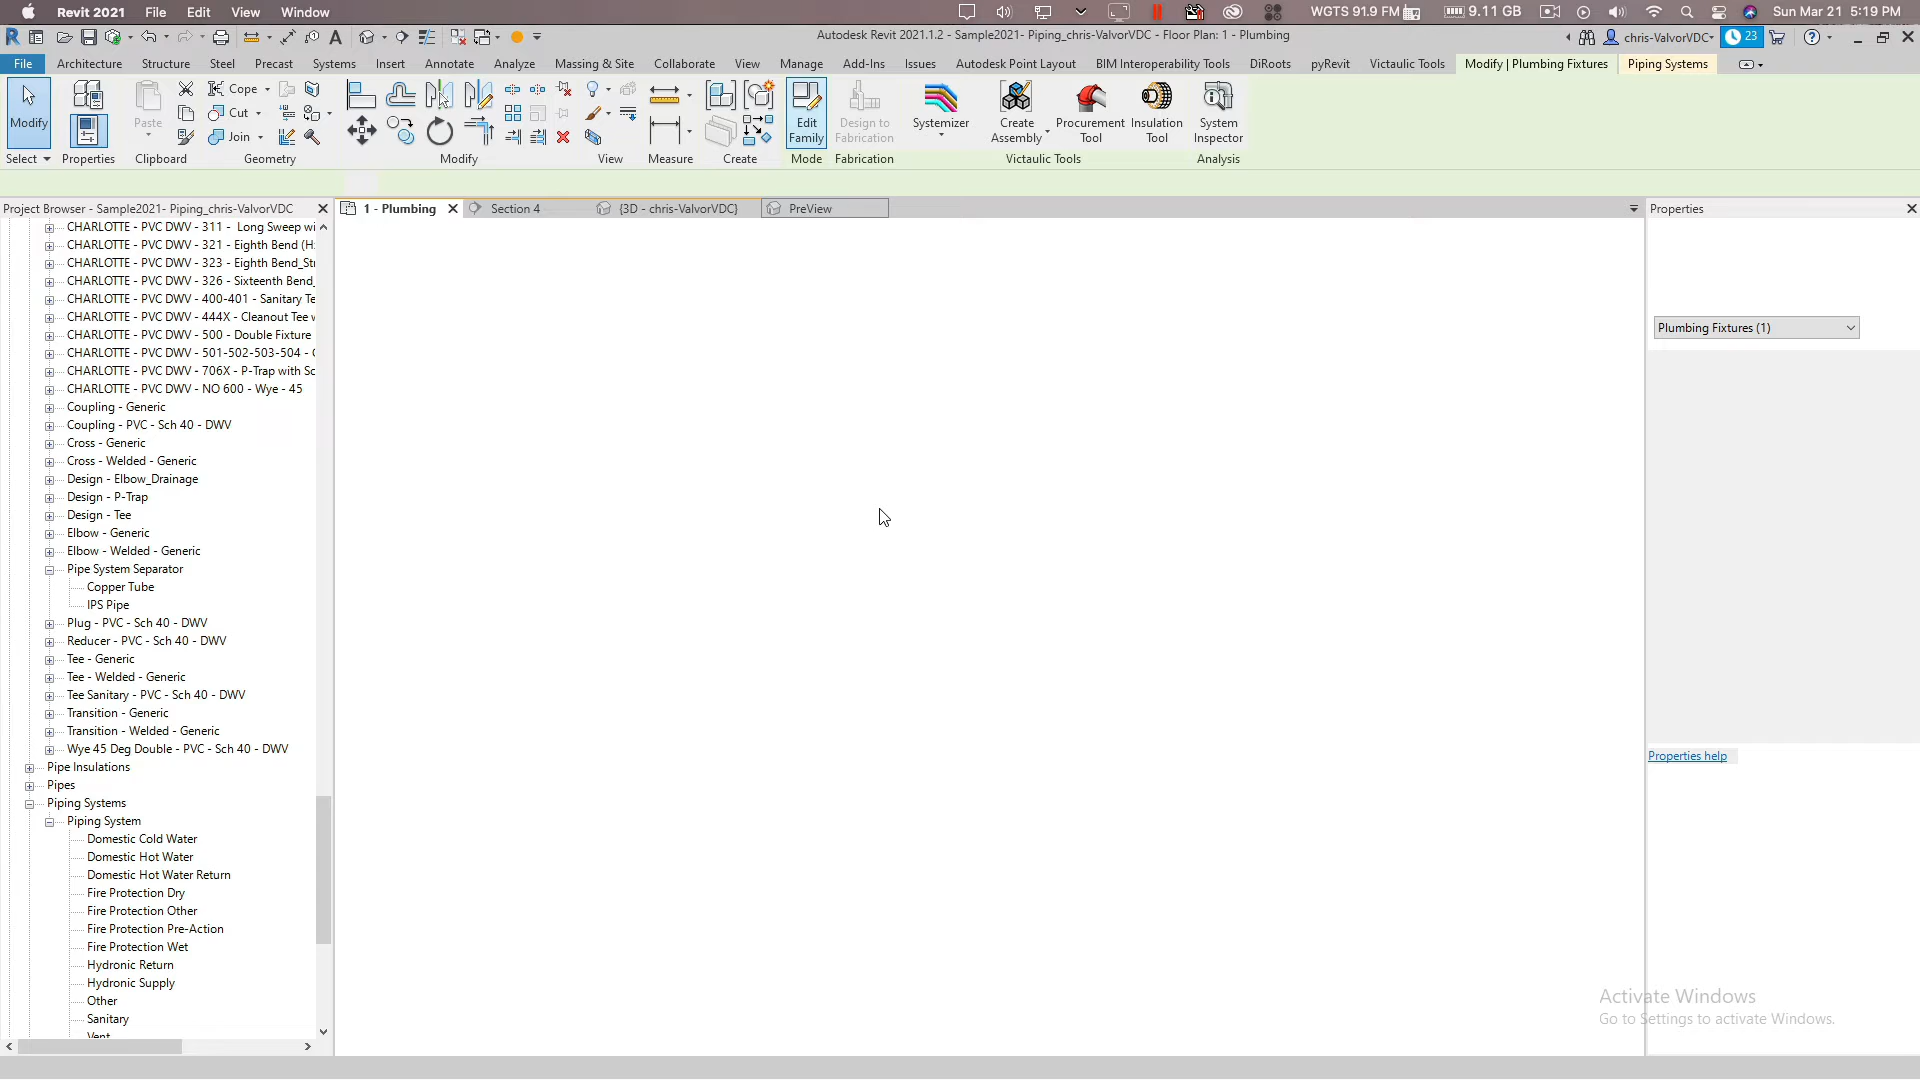 Revit 2021 File Edit View Window WGTS 91.9 FM 9.11 GB Sun Mar 21 5:19 PM
Autodesk Revit 2021.1.2 - Sample2021- Piping_chris-ValvorVDC - Floor Plan: 1 - Plumbing chris-ValvorVDC 23
File Architecture Structure Steel Precast Systems Insert Annotate Analyze Massing & Site Collaborate View Manage Add-Ins Issues Autodesk Point Layout BIM Interoperability Tools DiRoots pyRevit Victaulic Tools Modify | Plumbing Fixtures Piping Systems
Cope
Cut
Join
Modify
Paste
Edit
Family
Design to
Fabrication
Systemizer
Create
Assembly
Procurement
Tool
Insulation
Tool
System
Inspector
Select Properties Clipboard Geometry Modify View Measure Create Mode Fabrication Victaulic Tools Analysis
Project Browser - Sample2021- Piping_chris-ValvorVDC
1 - Plumbing Section 4 {3D - chris-ValvorVDC} PreView
Properties
CHARLOTTE - PVC DWV - 311 - Long Sweep wi
CHARLOTTE - PVC DWV - 321 - Eighth Bend (H
CHARLOTTE - PVC DWV - 323 - Eighth Bend_Str
CHARLOTTE - PVC DWV - 326 - Sixteenth Bend_
CHARLOTTE - PVC DWV - 400-401 - Sanitary Te
CHARLOTTE - PVC DWV - 444X - Cleanout Tee w
CHARLOTTE - PVC DWV - 500 - Double Fixture
CHARLOTTE - PVC DWV - 501-502-503-504 -
CHARLOTTE - PVC DWV - 706X - P-Trap with Sc
CHARLOTTE - PVC DWV - NO 600 - Wye - 45
Coupling - Generic
Coupling - PVC - Sch 40 - DWV
Cross - Generic
Cross - Welded - Generic
Design - Elbow_Drainage
Design - P-Trap
Design - Tee
Elbow - Generic
Elbow - Welded - Generic
Pipe System Separator
Copper Tube
IPS Pipe
Plug - PVC - Sch 40 - DWV
Reducer - PVC - Sch 40 - DWV
Tee - Generic
Tee - Welded - Generic
Tee Sanitary - PVC - Sch 40 - DWV
Transition - Generic
Transition - Welded - Generic
Wye 45 Deg Double - PVC - Sch 40 - DWV
Pipe Insulations
Pipes
Piping Systems
Piping System
Domestic Cold Water
Domestic Hot Water
Domestic Hot Water Return
Fire Protection Dry
Fire Protection Other
Fire Protection Pre-Action
Fire Protection Wet
Hydronic Return
Hydronic Supply
Other
Sanitary
Vent
Plumbing Fixtures (1)
Properties help
Activate Windows
Go to Settings to activate Windows.